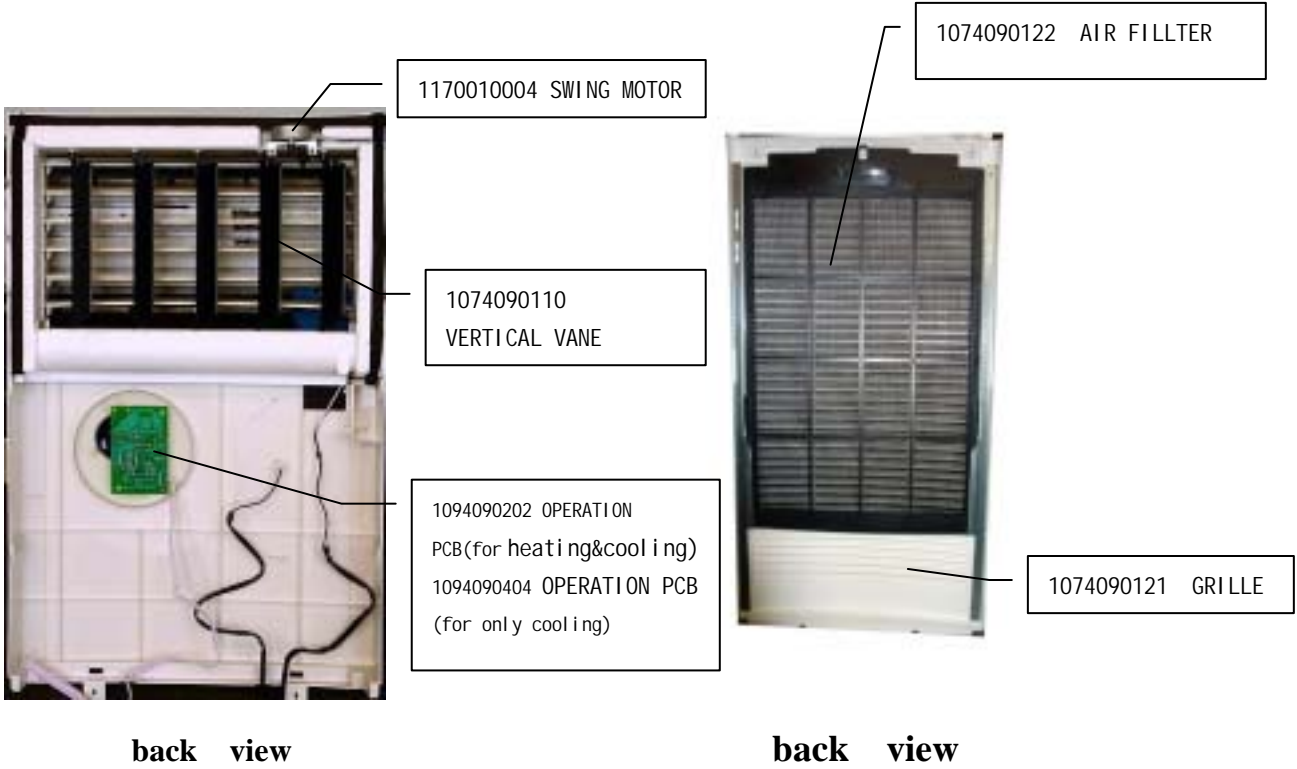 1074090122 AIR FILLTER
1170010004 SWING MOTOR
1074090110
VERTICAL VANE
1094090202 OPERATION
PCB(for heating&cooling)
1094090404 OPERATION PCB
(for only cooling)
1074090121 GRILLE
back view
back view